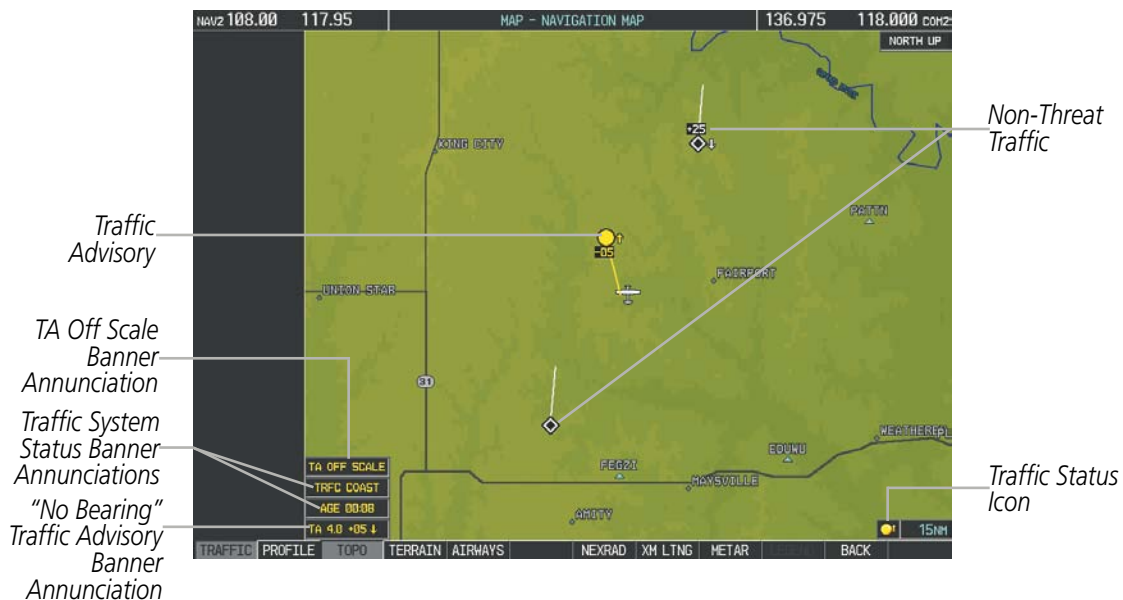 NAV2 108.00 117.95 MAP - NAVIGATION MAP 136.975 118.000 COM2
NORTH UP
+25
KING CITY
PATTN
-05
FAIRPORT
UNION STAR
31
WEATHERB
EDUWU
FEGZI
MAYSVILLE
AMITY
TA OFF SCALE
TRFC COAST
AGE 00:08
TA 4.0 +05 ↓
15NM
TRAFFIC PROFILE TOPO TERRAIN AIRWAYS NEXRAD XM LTNG METAR BACK
Traffic
Advisory
TA Off Scale
Banner
Annunciation
Traffic System
Status Banner
Annunciations
"No Bearing"
Traffic Advisory
Banner
Annunciation
Non-Threat
Traffic
Traffic Status
Icon